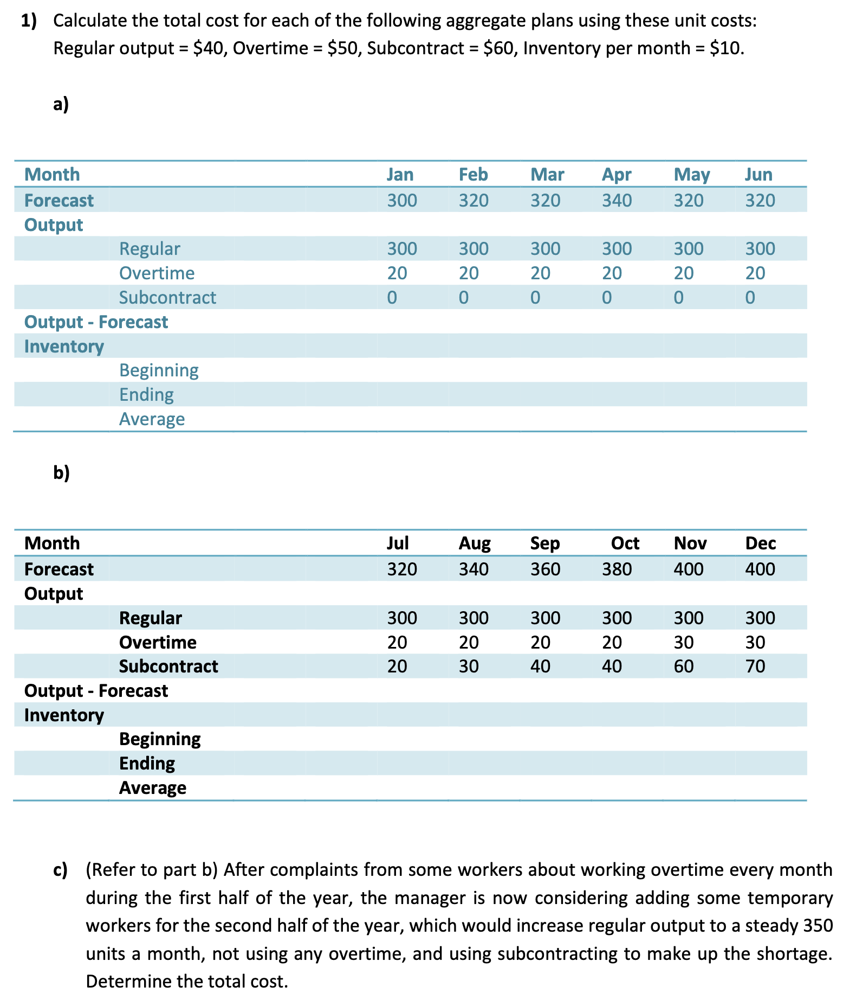 1) Calculate the total cost for each of the following aggregate plans using these unit costs:
Regular output = $40, Overtime = $50, Subcontract = $60, Inventory per month = $10.
a)
Month Jan Feb Mar Apr May Jun
Forecast 300 320 320 340 320 320
Output
Regular 300 300 300 300 300 300
Overtime 20 20 20 20 20 20
Subcontract 0 0 0 0 0 0
Output - Forecast
Inventory
Beginning
Ending
Average
b)
Month Jul Aug Sep Oct Nov Dec
Forecast 320 340 360 380 400 400
Output
Regular 300 300 300 300 300 300
Overtime 20 20 20 20 30 30
Subcontract 20 30 40 40 60 70
Output - Forecast
Inventory
Beginning
Ending
Average
c) (Refer to part b) After complaints from some workers about working overtime every month
during the first half of the year, the manager is now considering adding some temporary
workers for the second half of the year, which would increase regular output to a steady 350
units a month, not using any overtime, and using subcontracting to make up the shortage.
Determine the total cost.